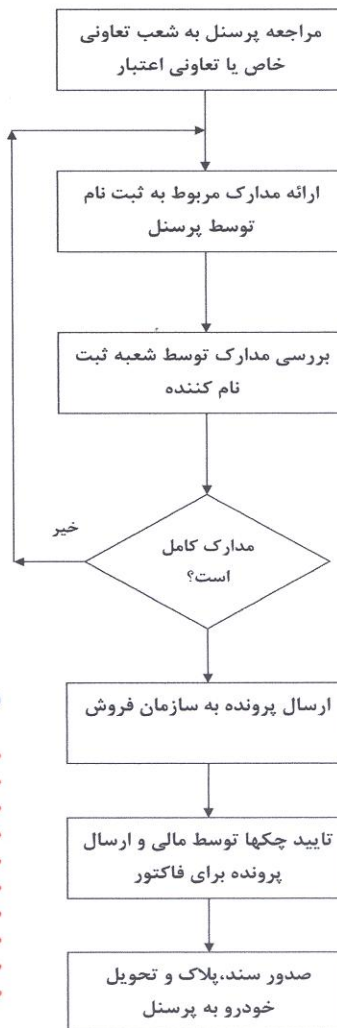 مراجعه پرسنل به شعب تعاونی
خاص یا تعاونی اعتبار
ارائه مدارک مربوط به ثبت نام
توسط پرسنل
بررسی مدارک توسط شعبه ثبت
نام کننده
خیر
مدارک کامل
است؟
ارسال پرونده به سازمان فروش
تایید چکها توسط مالی و ارسال
پرونده برای فاکتور
صدور سند،پلاک و تحویل
خودرو به پرسنل